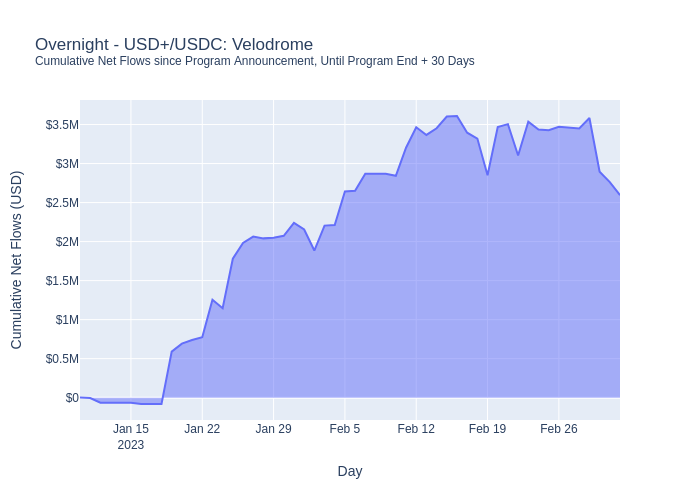 Overnight - USD+/USDC: Velodrome
Cumulative Net Flows since Program Announcement, Until Program End + 30 Days
Cumulative Net Flows (USD)
$3.5M
$3M
$2.5M
$2M
$1.5M
$1M
$0.5M
$0
Jan 15 Jan 22 Jan 29 Feb 5 Feb 12 Feb 19 Feb 26
2023
Day